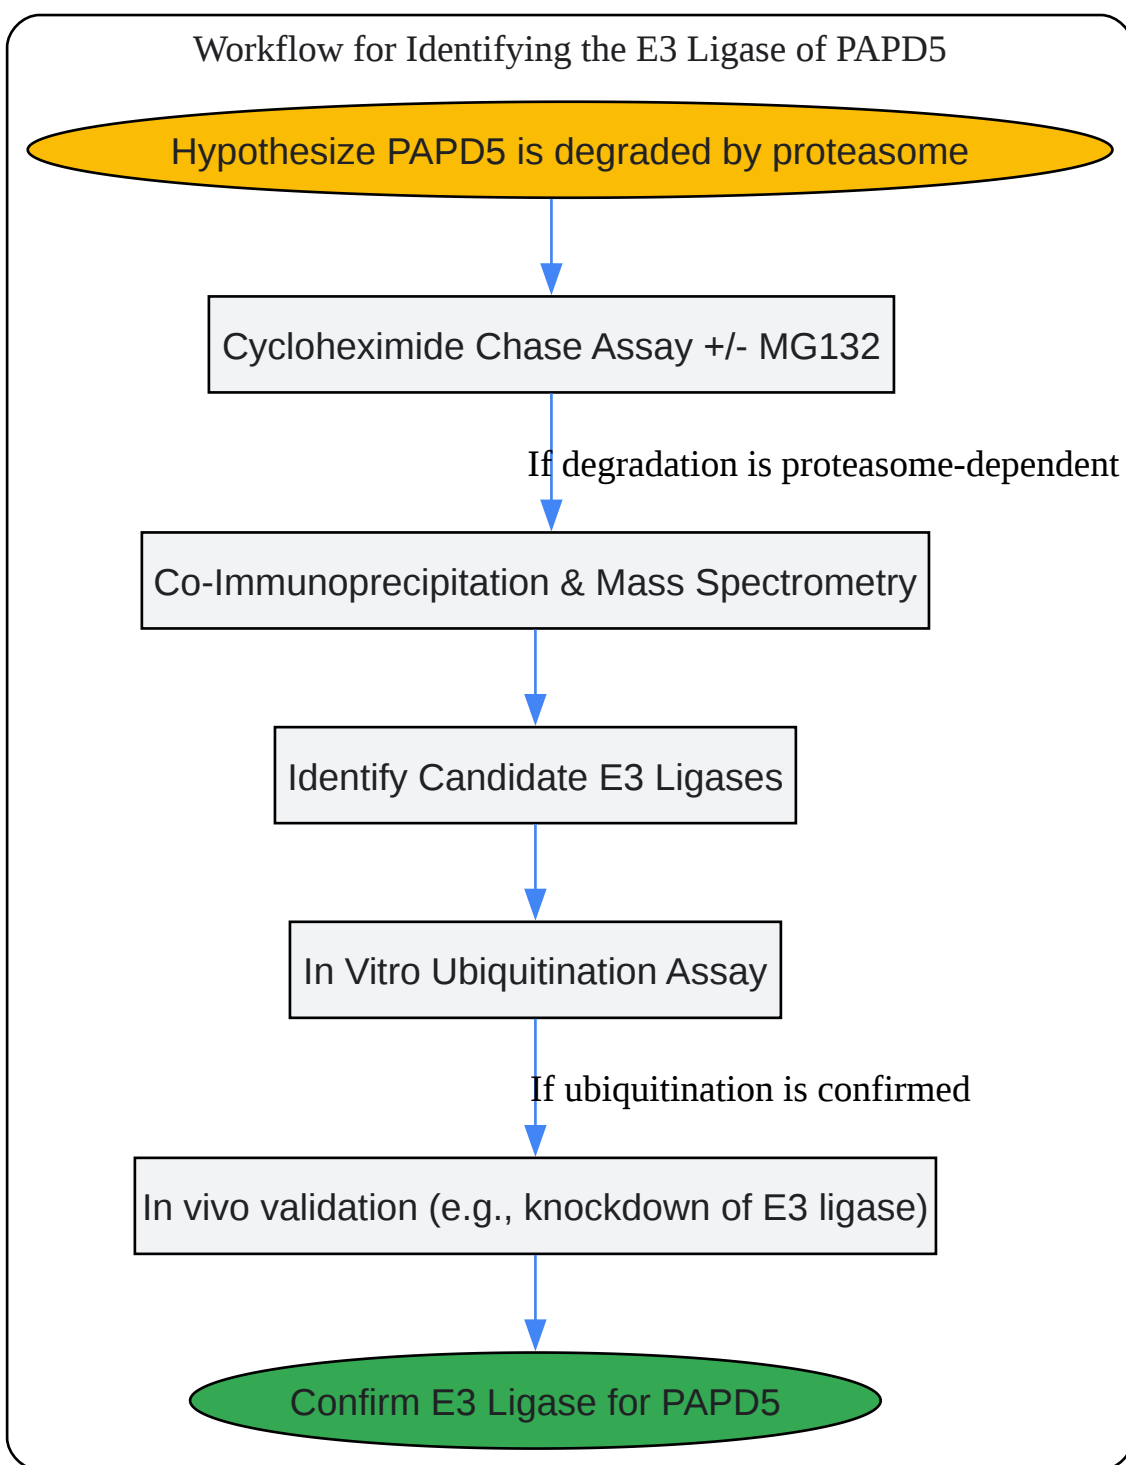 Workflow for Identifying the E3 Ligase of PAPD5
Hypothesize PAPD5 is degraded by proteasome
Cycloheximide Chase Assay +/- MG132
If degradation is proteasome-dependent
Co-Immunoprecipitation & Mass Spectrometry
Identify Candidate E3 Ligases
In Vitro Ubiquitination Assay
If ubiquitination is confirmed
In vivo validation (e.g., knockdown of E3 ligase)
Confirm E3 Ligase for PAPD5